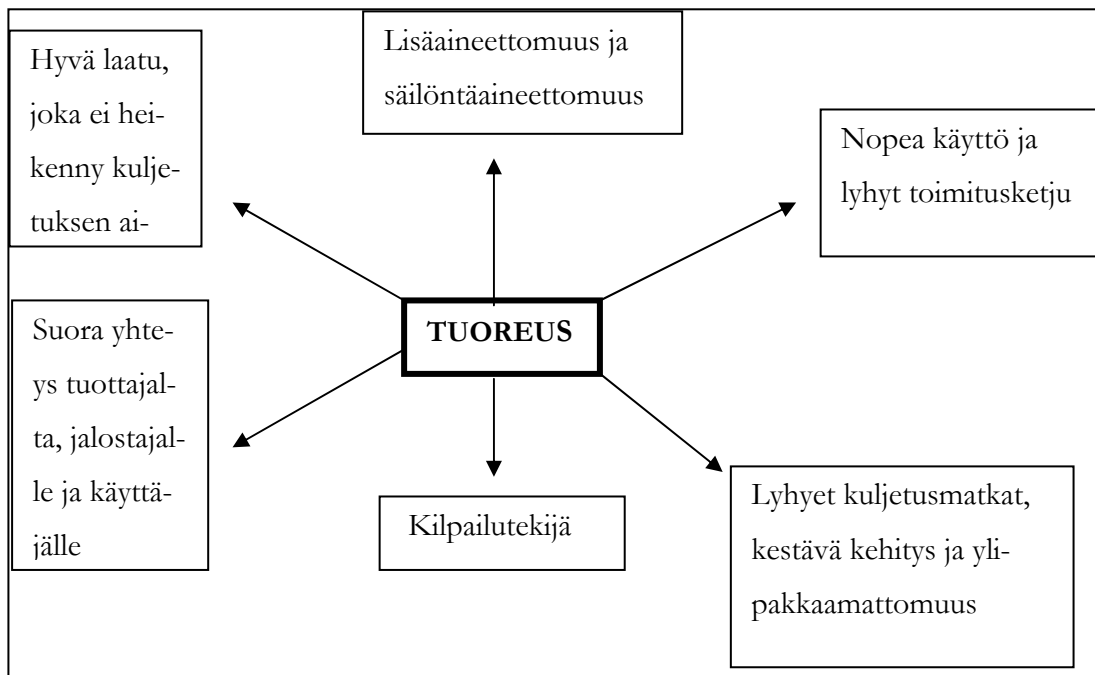 Hyvä laatu,
joka ei hei-
kenny kulje-
tuksen ai-
Lisäaineettomuus ja
säilöntäaineettomuus
Nopea käyttö ja
lyhyt toimitusketju
TUOREUS
Suora yhte-
ys tuottajal-
ta, jalostajal-
le ja käyttä-
jälle
Kilpailutekijä
Lyhyet kuljetusmatkat,
kestävä kehitys ja yli-
pakkaamattomuus